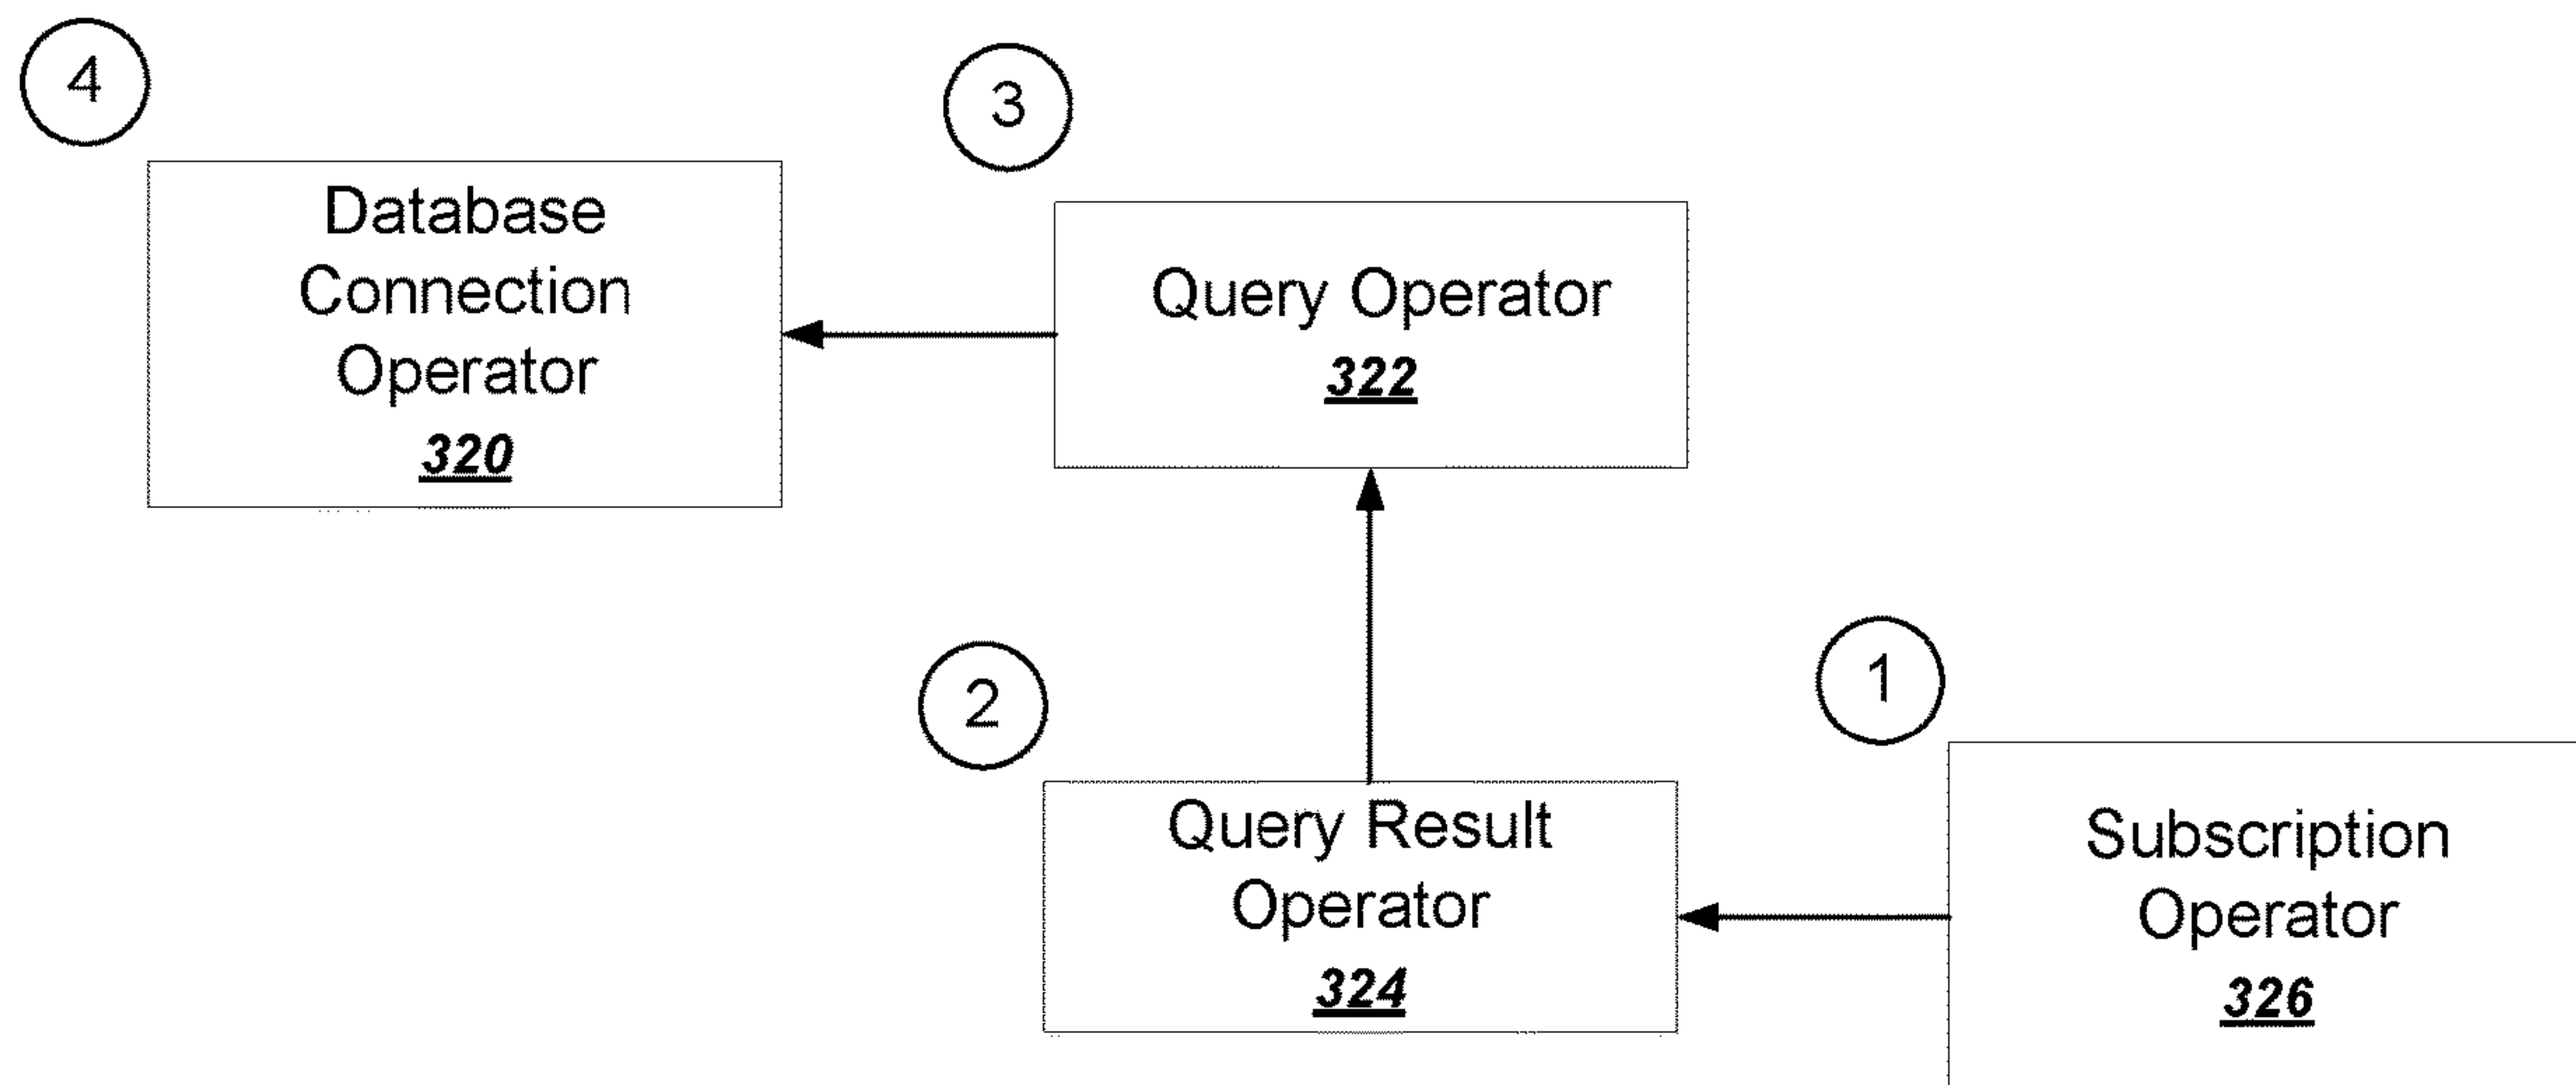 4
Database
Connection
Operator
320
3
Query Operator
322
2
Query Result
Operator
324
1
Subscription
Operator
326